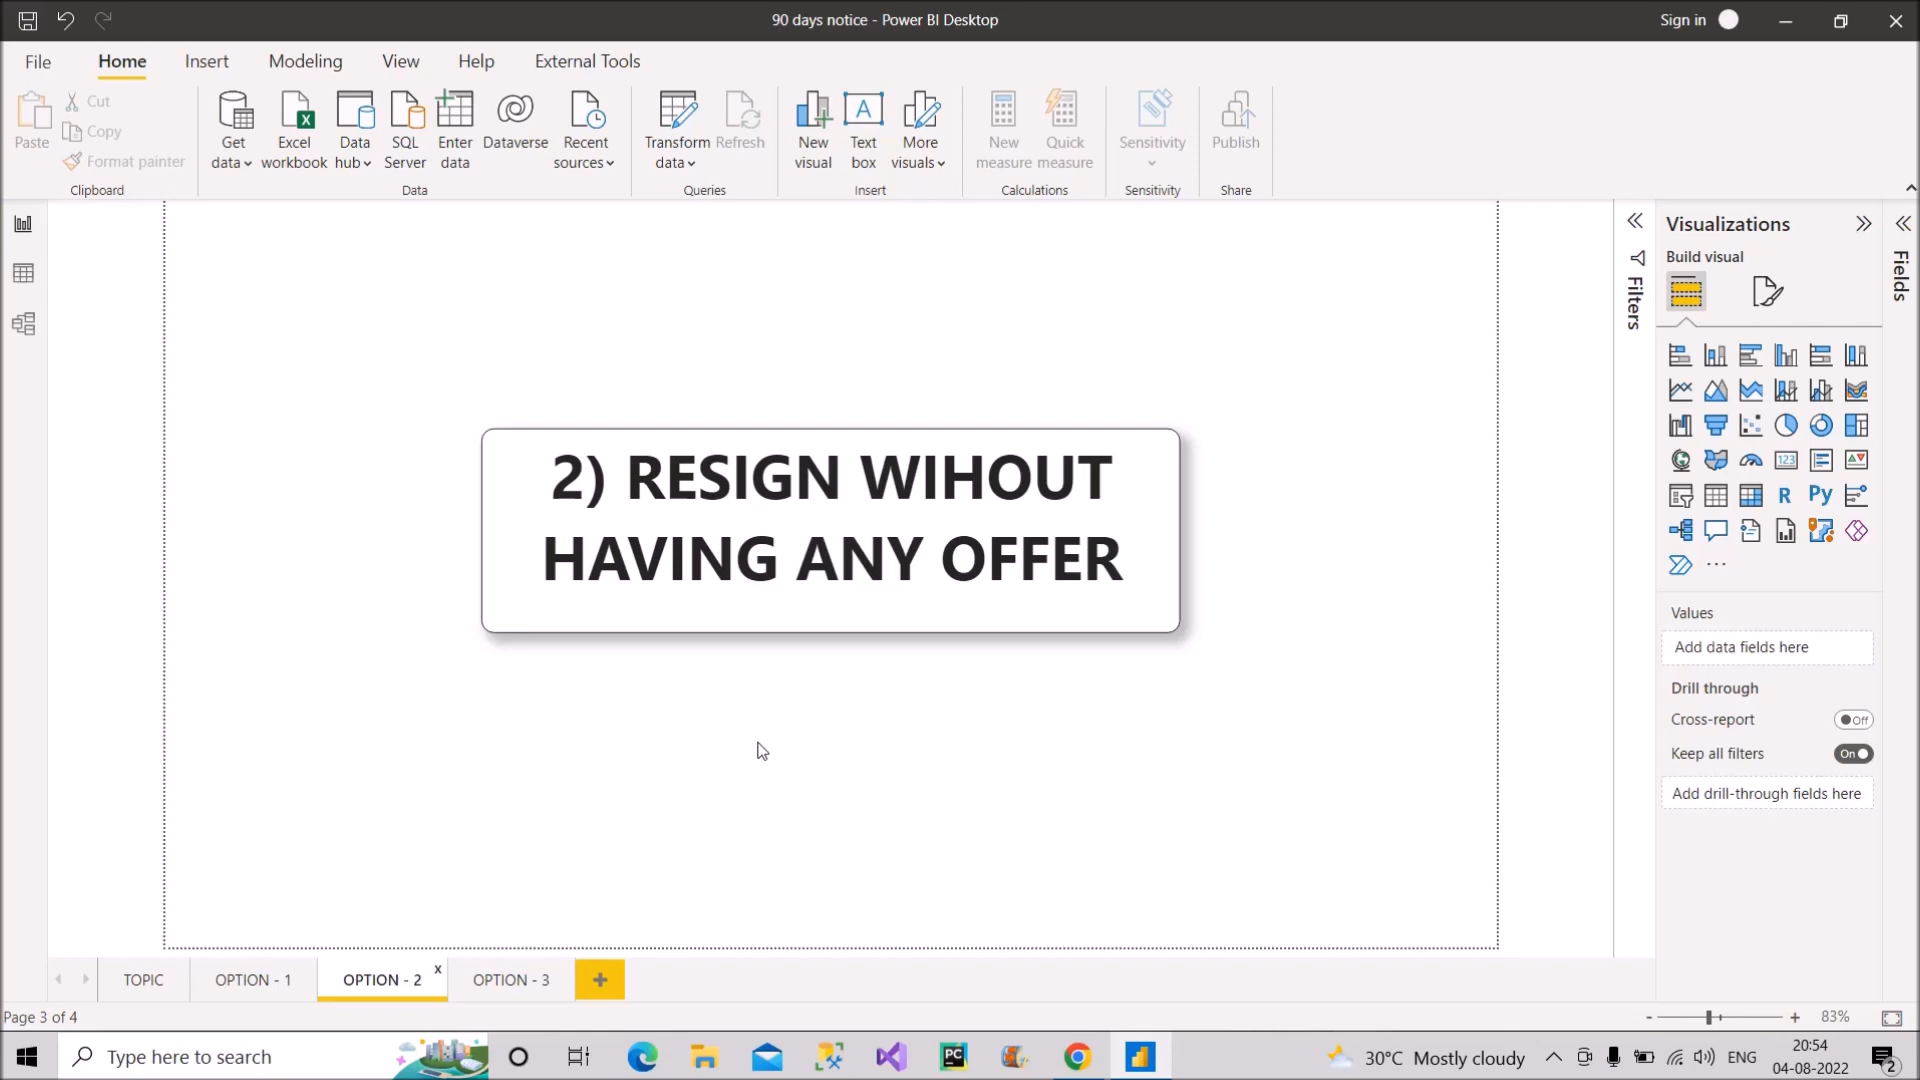 90 days notice - Power BI Desktop
Sign in
File
Home
Insert
Modeling
View
Help
External Tools
Paste
Cut
Copy
Format painter
Clipboard
Get data
Excel workbook
Data hub
SQL Server
Enter data
Dataverse
Recent sources
Data
Transform data
Refresh
Queries
New visual
Text box
More visuals
Insert
New measure
Quick measure
Calculations
Sensitivity
Sensitivity
Publish
Share
2) RESIGN WIHOUT
HAVING ANY OFFER
Filters
Visualizations
Build visual
Fields
123
R
Py
Values
Add data fields here
Drill through
Cross-report
Off
Keep all filters
On
Add drill-through fields here
TOPIC
OPTION - 1
OPTION - 2
x
OPTION - 3
+
Page 3 of 4
- + 83%
Type here to search
PC
30°C Mostly cloudy
ENG
20:54
04-08-2022
2